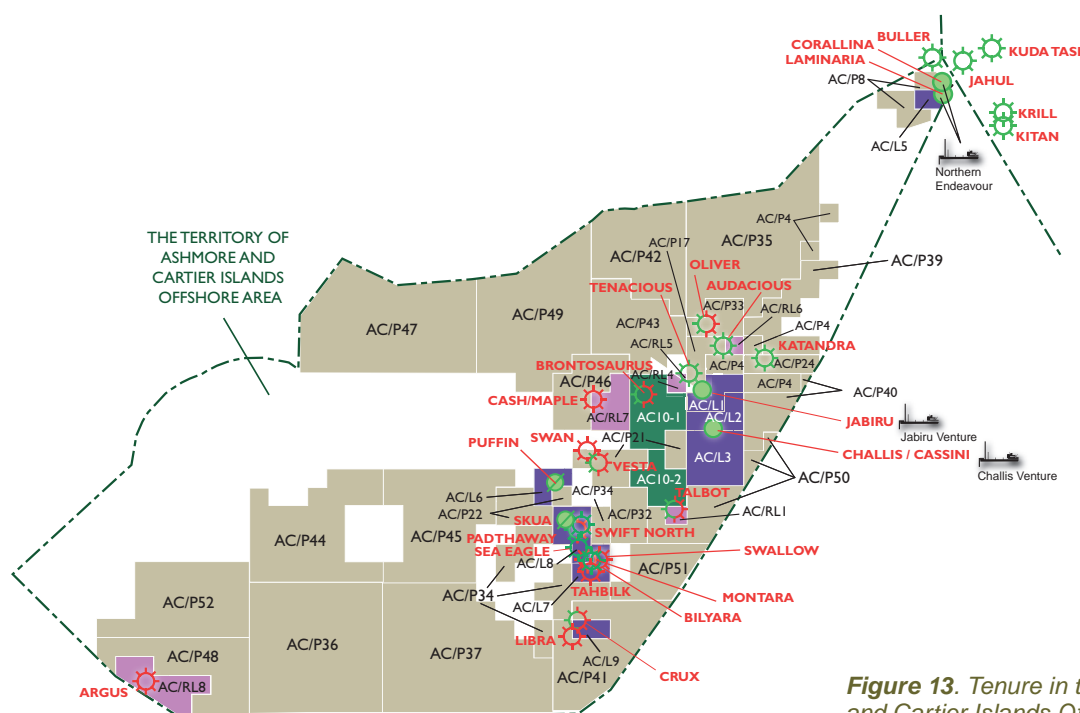 BULLER
CORALLINA
LAMINARIA
KUDA TASI
JAHUL
AC/P8
KRILL
KITAN
AC/L5
Northern
Endeavour
THE TERRITORY OF
ASHMORE AND
CARTIER ISLANDS
OFFSHORE AREA
AC/P4
AC/P17
AC/P35
AC/P42
AC/P39
OLIVER
TENACIOUS
AUDACIOUS
AC/P47
AC/P49
AC/P33
AC/RL6
AC/P43
AC/P4
AC/RL5
KATANDRA
AC/P4
AC/P24
BRONTOSAURUS
AC/RL4
AC/P46
AC/P4
AC/P40
CASH/MAPLE
AC/L1
AC/RL7
AC10-1
AC/L2
JABIRU
Jabiru Venture
SWAN
AC/P21
PUFFIN
VESTA
AC/L3
CHALLIS / CASSINI
Challis Venture
AC10-2
AC/P50
AC/L6
AC/P34
TALBOT
AC/P22
AC/P32
AC/RL1
SKUA
SWIFT NORTH
AC/P44
AC/P45
PADTHAWAY
SEA EAGLE
SWALLOW
AC/L8
AC/P51
TAHBILK
MONTARA
AC/P34
AC/L7
BILYARA
AC/P52
AC/P36
AC/P37
LIBRA
AC/P48
AC/L9
CRUX
AC/P41
AC/RL8
ARGUS
Figure 13. Tenure in t
and Cartier Islands Of